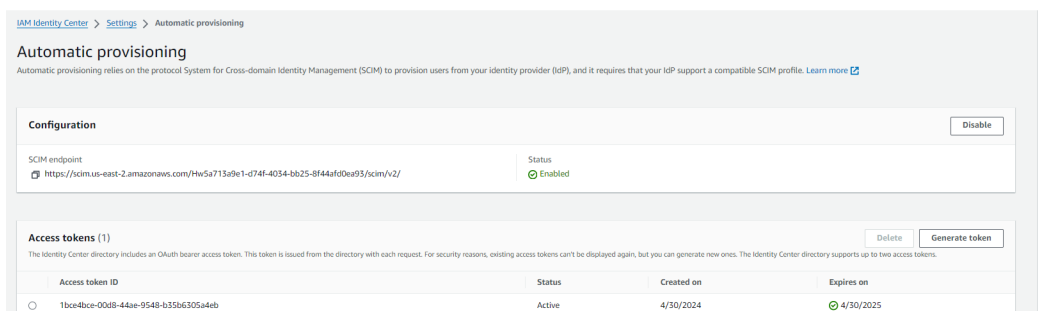 IAM Identity Center > Settings > Automatic provisioning
Automatic provisioning
Automatic provisioning relies on the protocol System for Cross-domain Identity Management (SCIM) to provision users from your identity provider (IdP), and it requires that your IdP support a compatible SCIM profile. Learn more
Configuration
Disable
SCIM endpoint
Status
https://scim.us-east-2.amazonaws.com/Hw5a713a9e1-d74f-4034-bb25-8f44afd0ea93/scim/v2/
Enabled
Access tokens (1)
Delete
Generate token
The Identity Center directory includes an OAuth bearer access token. This token is issued from the directory with each request. For security reasons, existing access tokens can't be displayed again, but you can generate new ones. The Identity Center directory supports up to two access tokens.
Access token ID Status Created on Expires on
1bce4bce-00d8-44ae-9548-b35b6305a4eb Active 4/30/2024 4/30/2025